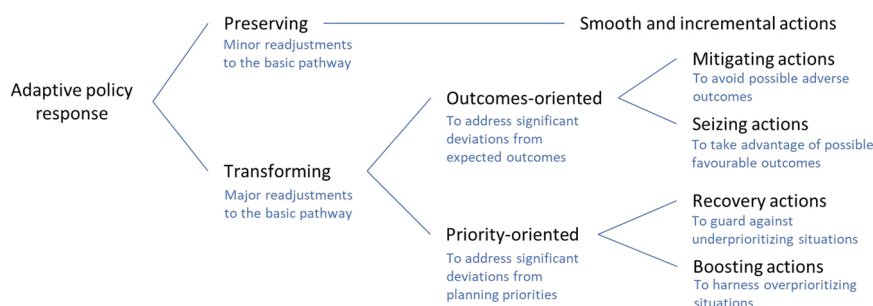 Preserving
Minor readjustments
to the basic pathway
Smooth and incremental actions
Adaptive policy
response
Transforming
Major readjustments
to the basic pathway
Outcomes-oriented
To address significant
deviations from
expected outcomes
Mitigating actions
To avoid possible adverse
outcomes
Seizing actions
To take advantage of possible
favourable outcomes
Priority-oriented
To address significant
deviations from
planning priorities
Recovery actions
To guard against
underprioritizing situations
Boosting actions
To harness overprioritizing
situations